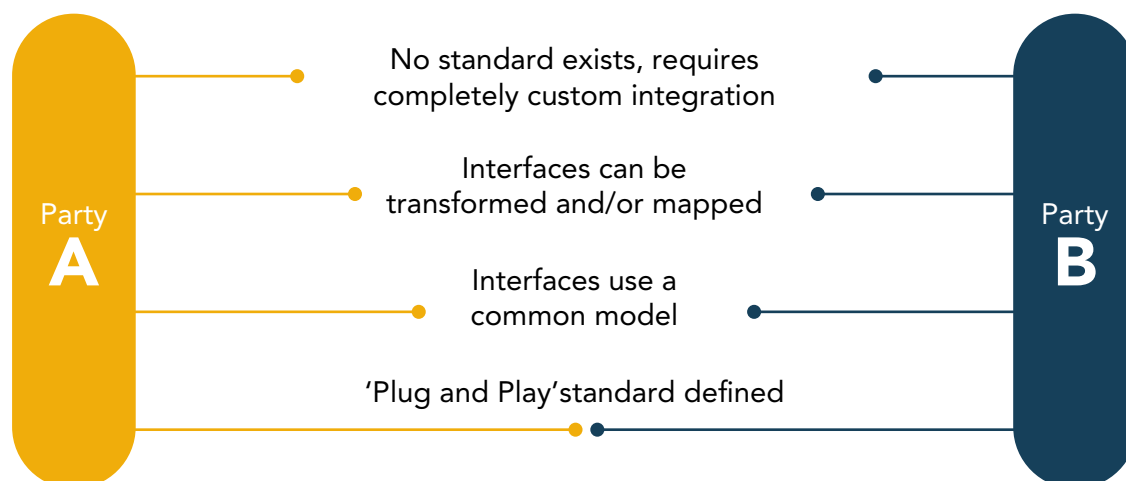 No standard exists, requires
completely custom integration
Interfaces can be
transformed and/or mapped
Party
A
Party
B
Interfaces use a
common model
‘Plug and Play’standard defined